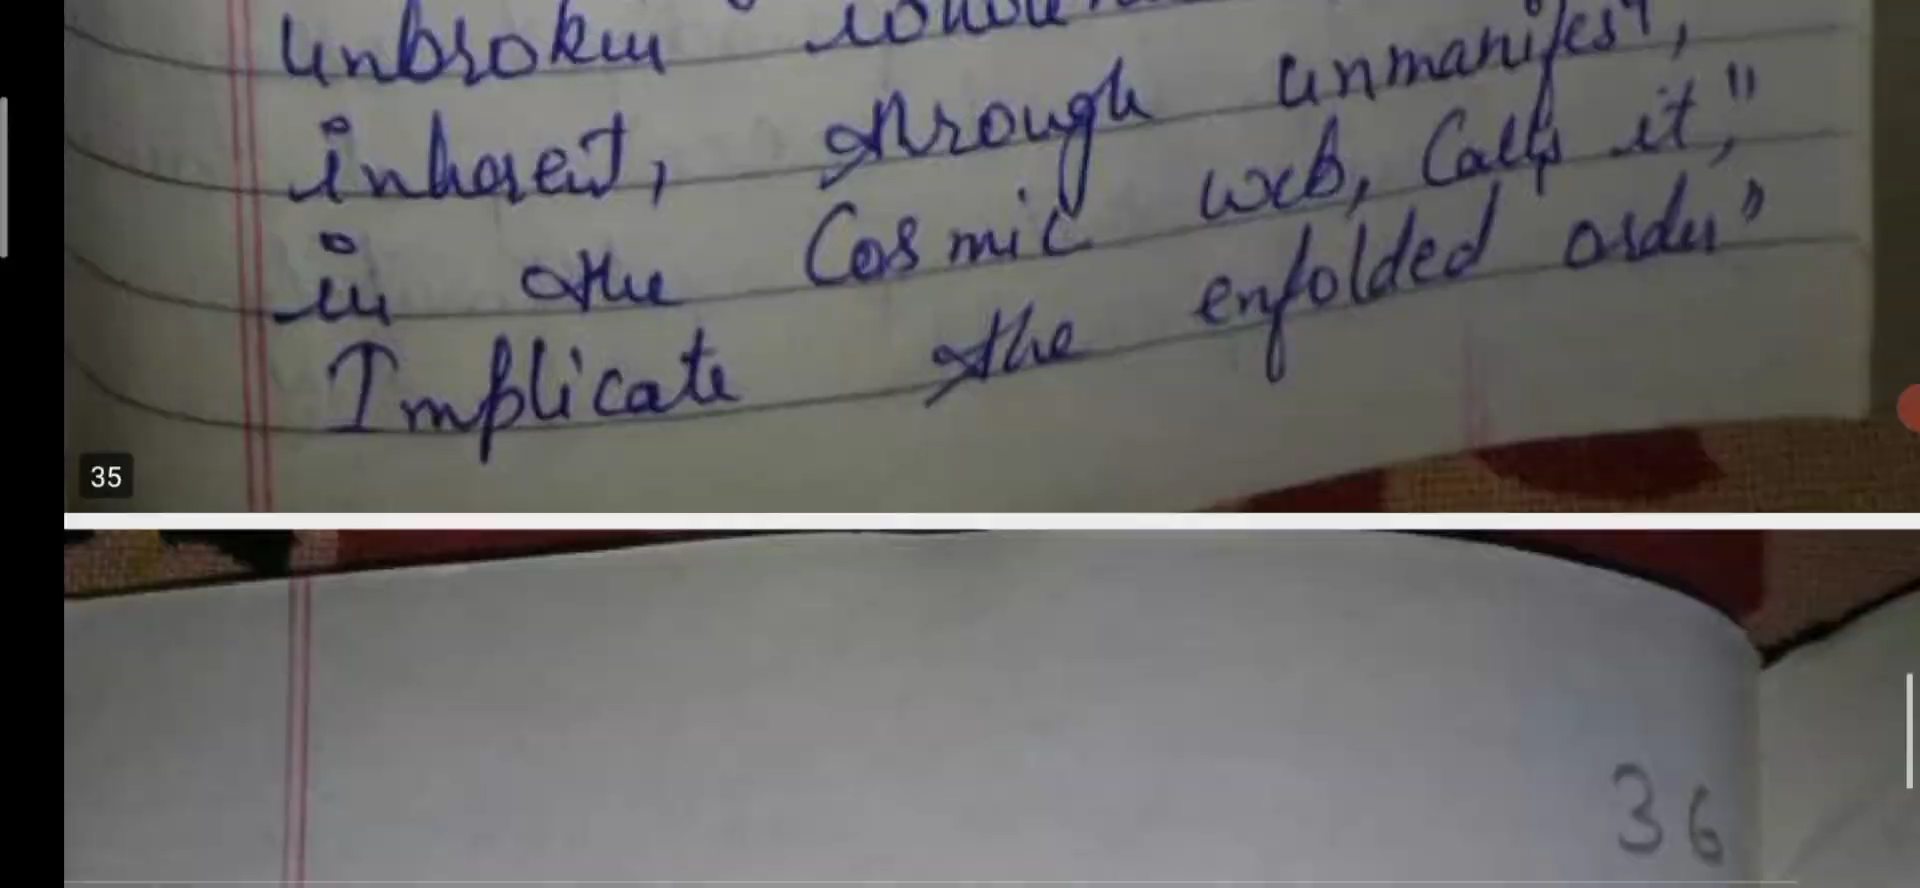 unbroken
inherent, through unmanifest,
in the Cosmic web, Calls it,"
Implicate the enfolded order"
35
36